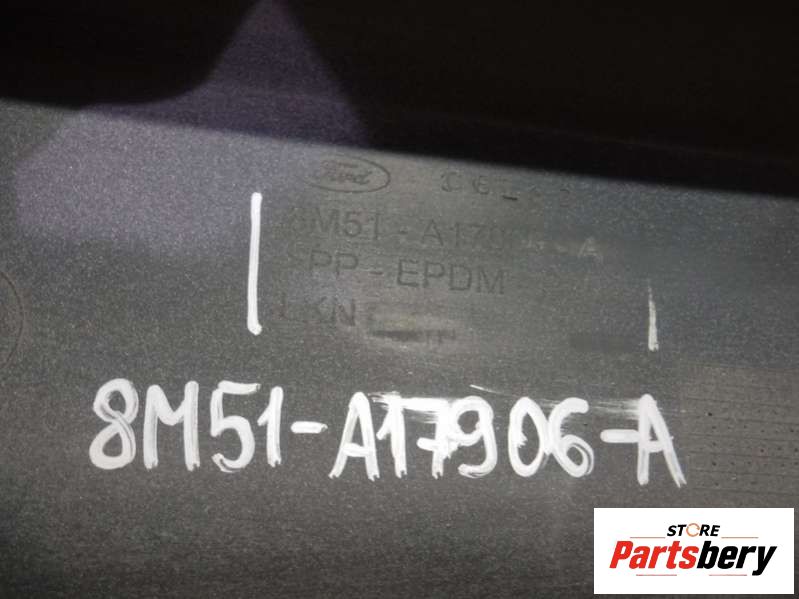 Ford
8M51-A17
PP-EPDM
8M51-A17906-A
STORE
Partsbery